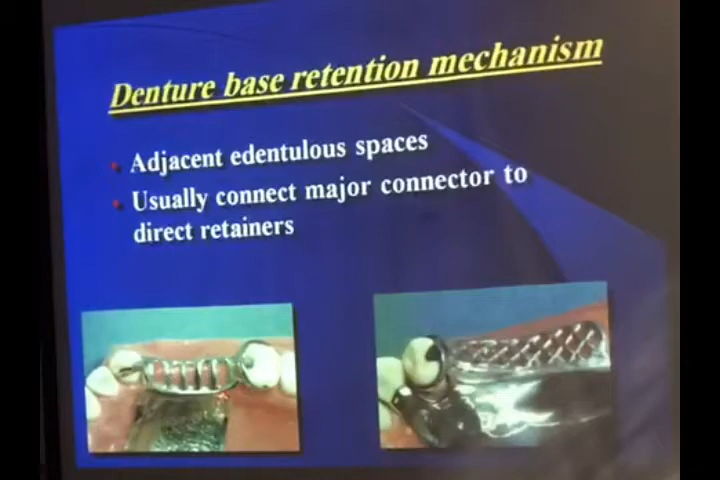 Denture base retention mechanism
Adjacent edentulous spaces
Usually connect major connector to
direct retainers